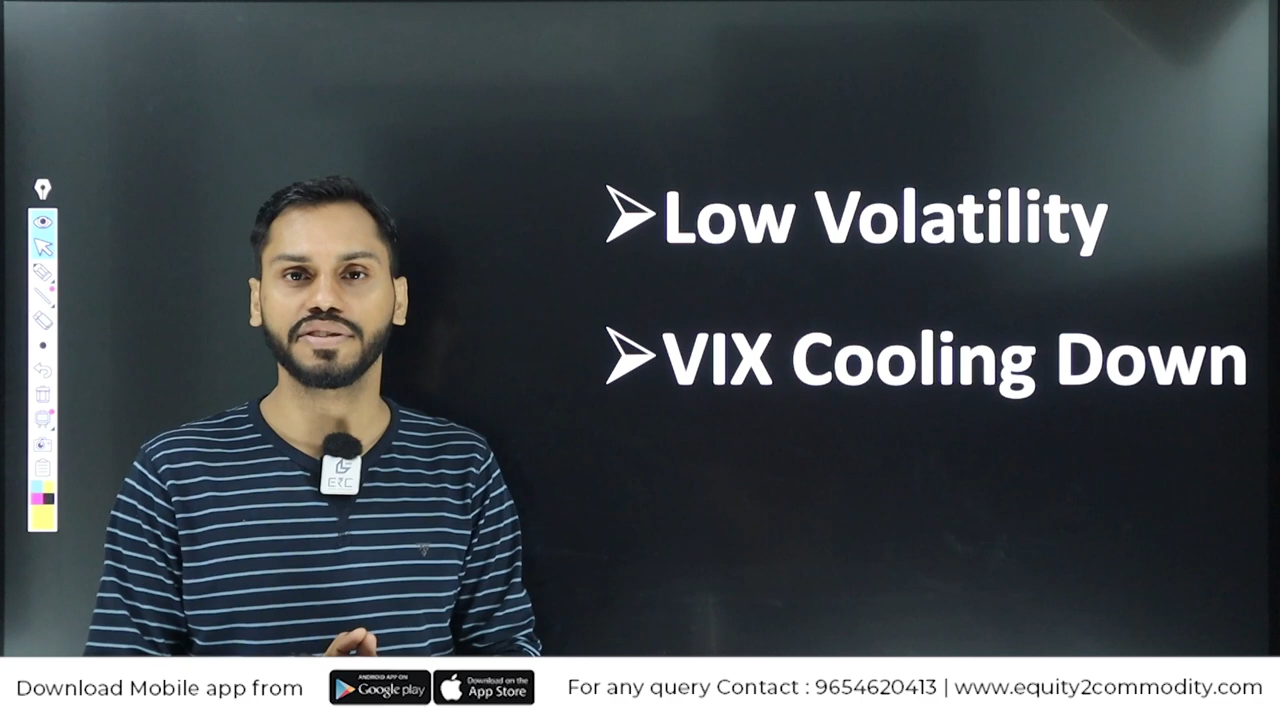 Low Volatility
VIX Cooling Down
E₹C
Download Mobile app from
ANDROID APP ON
Google play
Download on the
App Store
For any query Contact : 9654620413 | www.equity2commodity.com